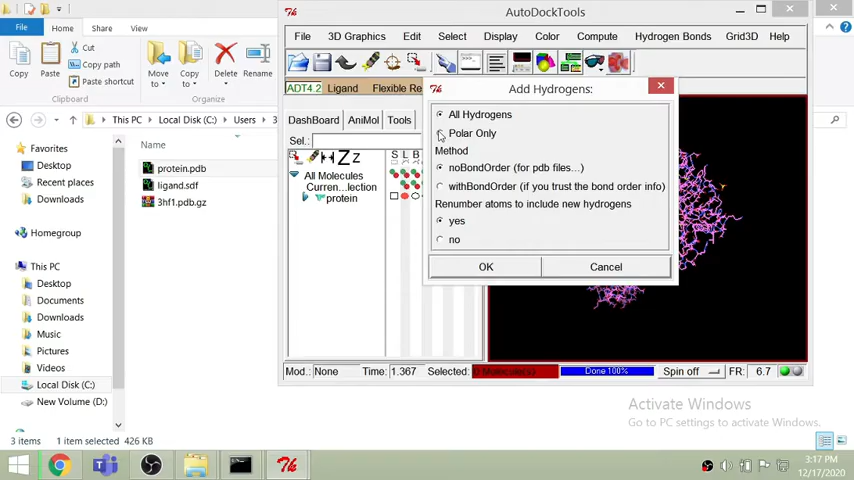 AutoDockTools
File
Home
Share
View
Copy
Paste
Cut
Copy path
Paste shortcut
Move to
Copy to
Delete
Rename
Clipboard
Organize
This PC
Local Disk (C:)
Users
3
Name
Favorites
Desktop
Recent places
Downloads
Homegroup
This PC
Desktop
Documents
Downloads
Music
Pictures
Videos
Local Disk (C:)
New Volume (D:)
protein.pdb
ligand.sdf
3hf1.pdb.gz
3 items
1 item selected 426 KB
File 3D Graphics Edit Select Display Color Compute Hydrogen Bonds Grid3D Help
ADT4.2 Ligand Flexible Re
DashBoard AniMol Tools
Sel.:
S L B
All Molecules
Curren...lection
protein
Add Hydrogens:
All Hydrogens
Polar Only
Method
noBondOrder (for pdb files...)
withBondOrder (if you trust the bond order info)
Renumber atoms to include new hydrogens
yes
no
OK Cancel
Mod.: None Time: 1.367 Selected: 0 Molecule(s) Done 100% Spin off FR: 6.7
Activate Windows
Go to PC settings to activate Windows.
3:17 PM
12/17/2020